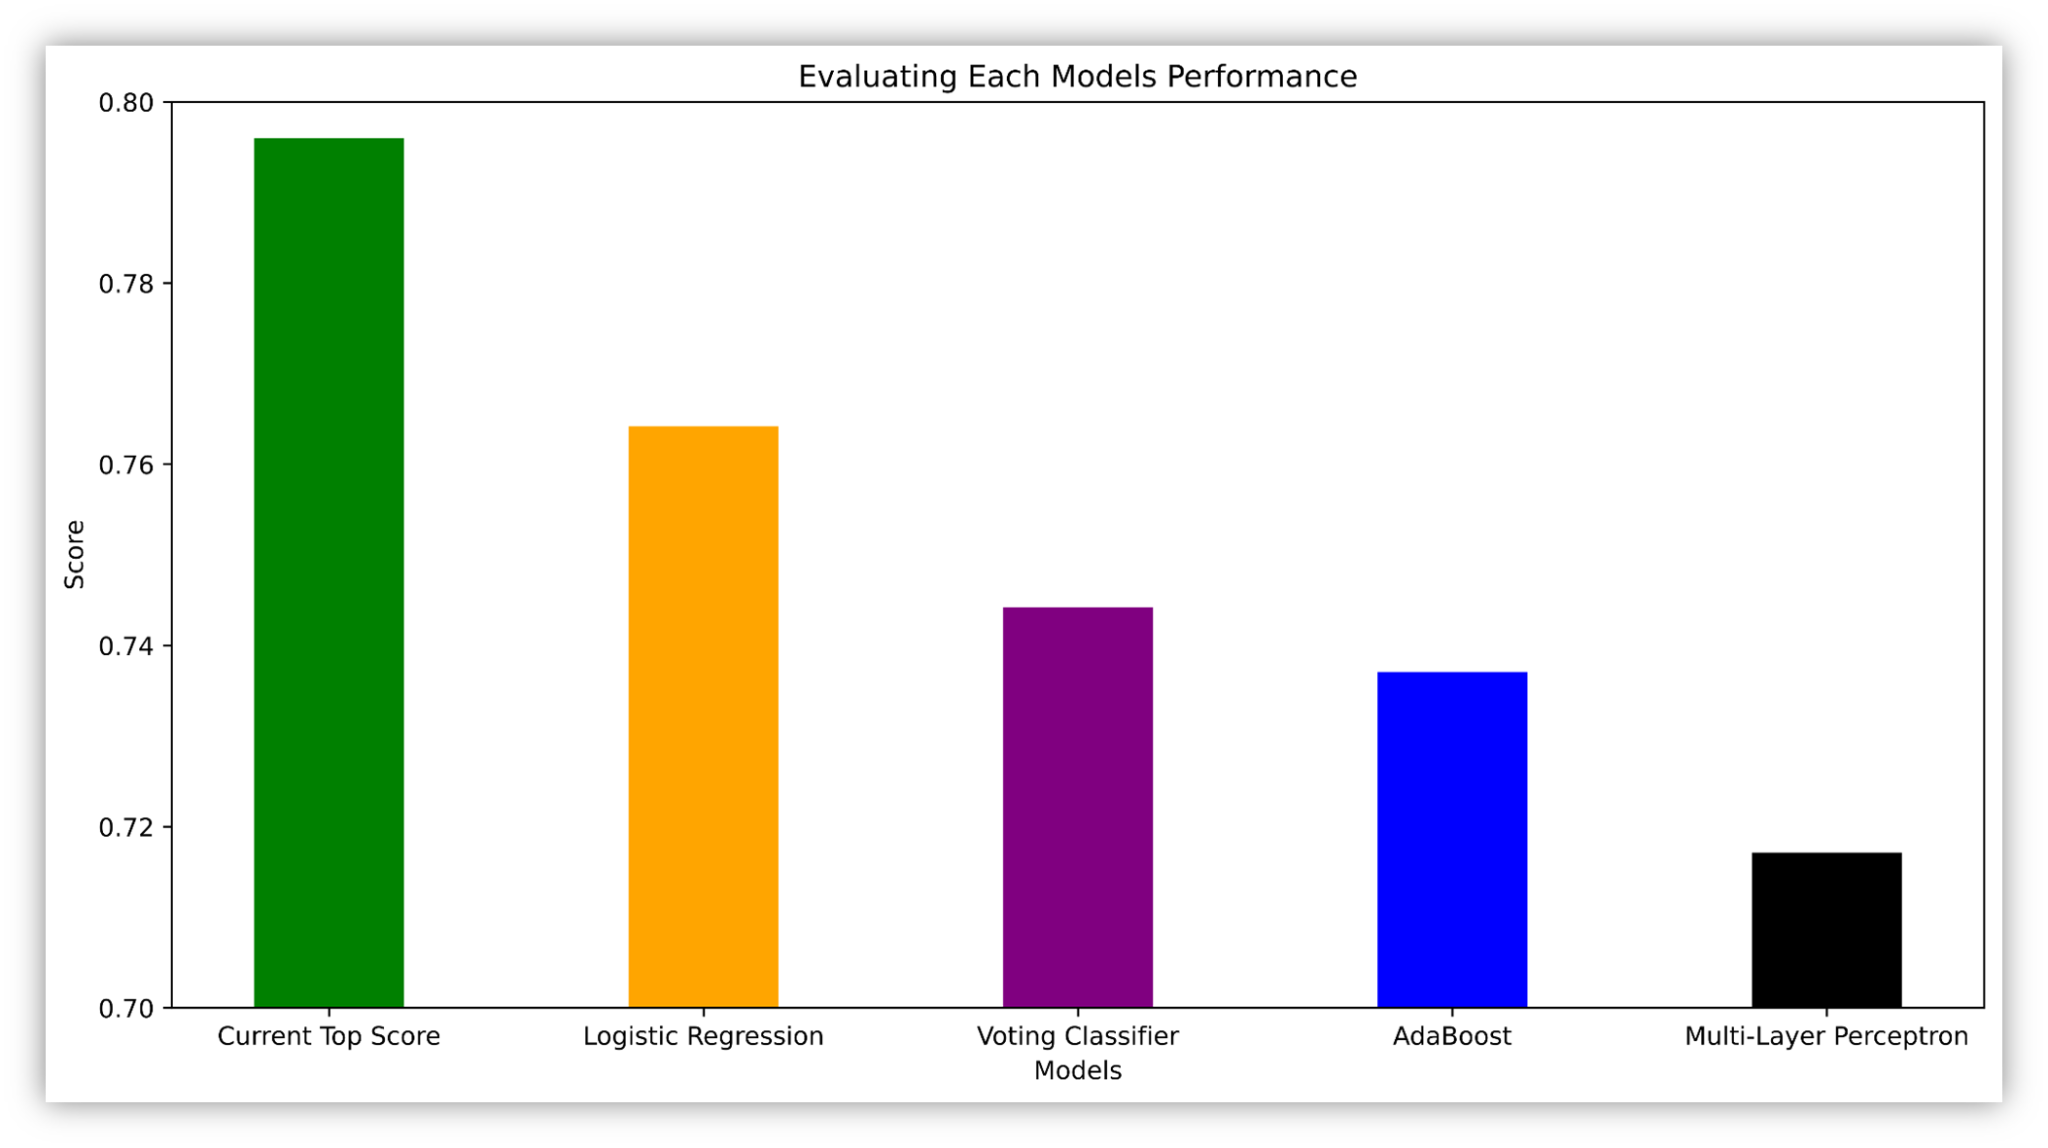 Evaluating Each Models Performance
0.80
0.78
0.76
0.74
0.72
0.70
Score
Current Top Score
Logistic Regression
Voting Classifier
AdaBoost
Multi-Layer Perceptron
Models